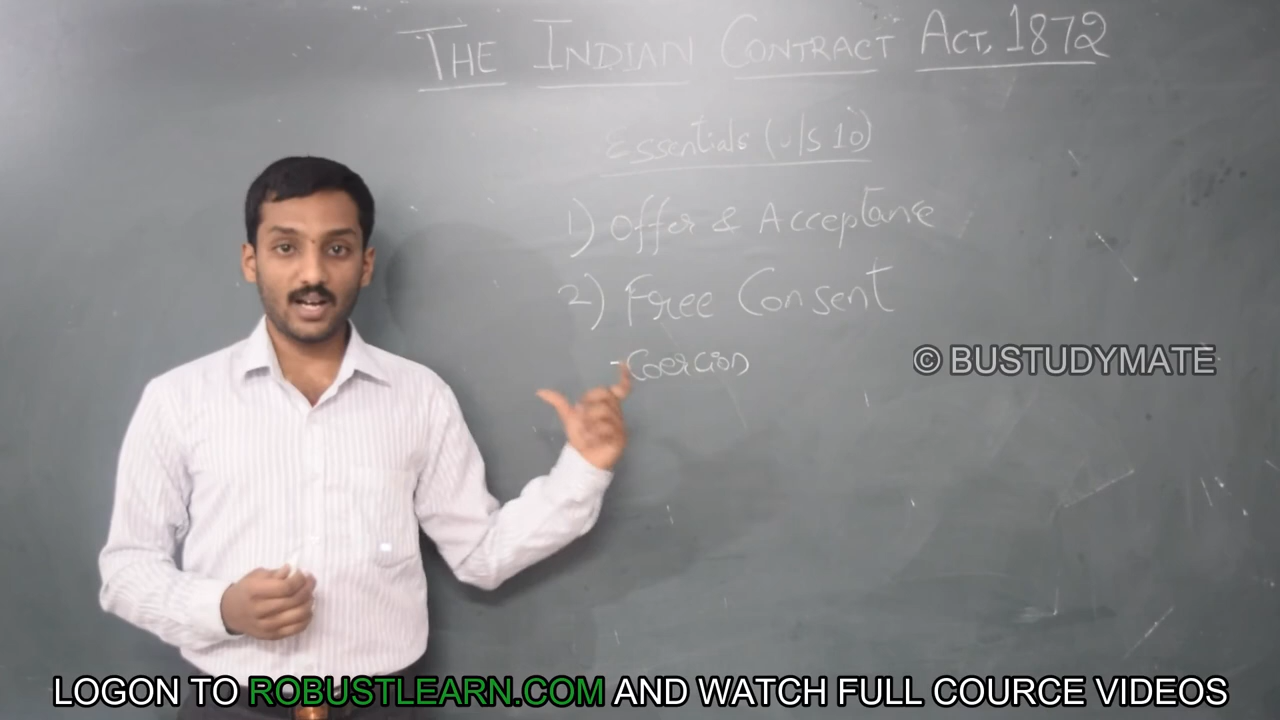 THE INDIAN CONTRACT ACT, 1872
Essentials (u/s 10)
1) Offer & Acceptance
2) Free Consent
- Coercion
© BUSTUDYMATE
LOGON TO ROBUSTLEARN.COM AND WATCH FULL COURCE VIDEOS